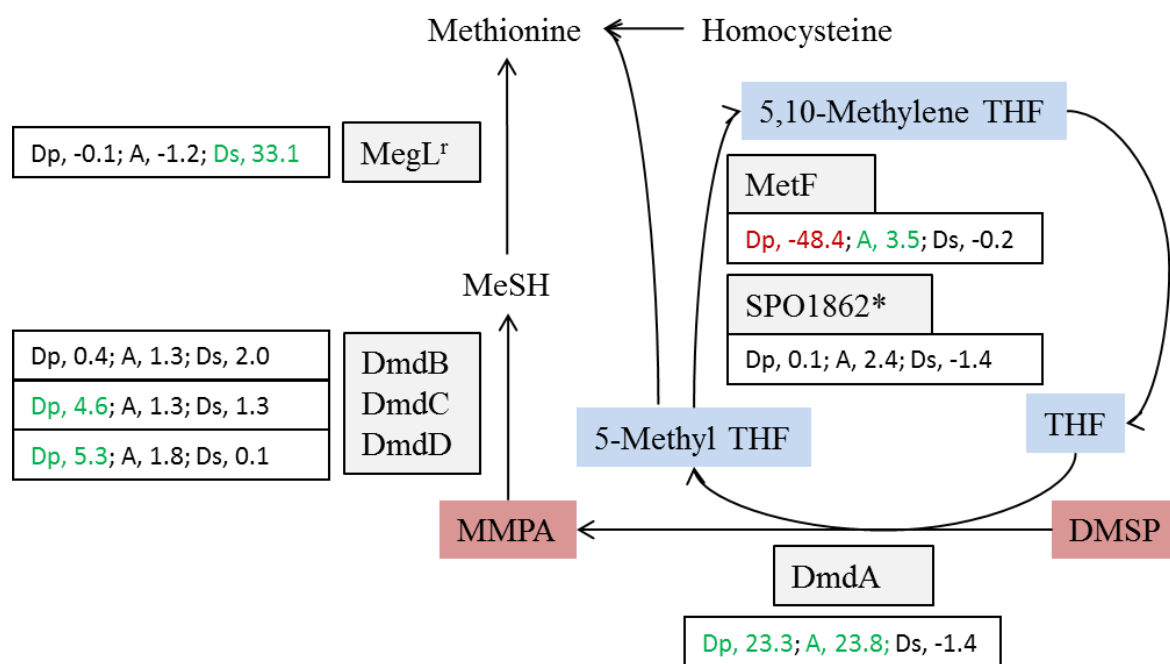 Methionine
Homocysteine
5,10-Methylene THF
Dp, -0.1; A, -1.2; Ds, 33.1
MegLʳ
MetF
Dp, -48.4; A, 3.5; Ds, -0.2
MeSH
SPO1862*
Dp, 0.1; A, 2.4; Ds, -1.4
Dp, 0.4; A, 1.3; Ds, 2.0
DmdB
Dp, 4.6; A, 1.3; Ds, 1.3
DmdC
Dp, 5.3; A, 1.8; Ds, 0.1
DmdD
5-Methyl THF
THF
MMPA
DMSP
DmdA
Dp, 23.3; A, 23.8; Ds, -1.4